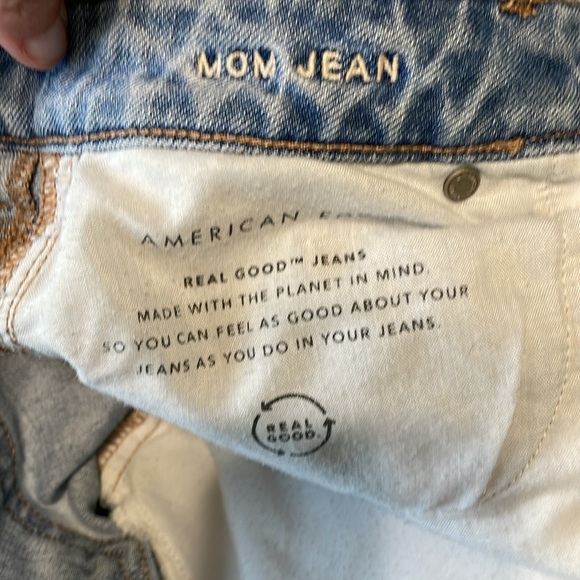 MOM JEAN
AMERICAN
REAL GOOD™ JEANS
MADE WITH THE PLANET IN MIND.
SO YOU CAN FEEL AS GOOD ABOUT YOUR
JEANS AS YOU DO IN YOUR JEANS.
REAL
GOOD.